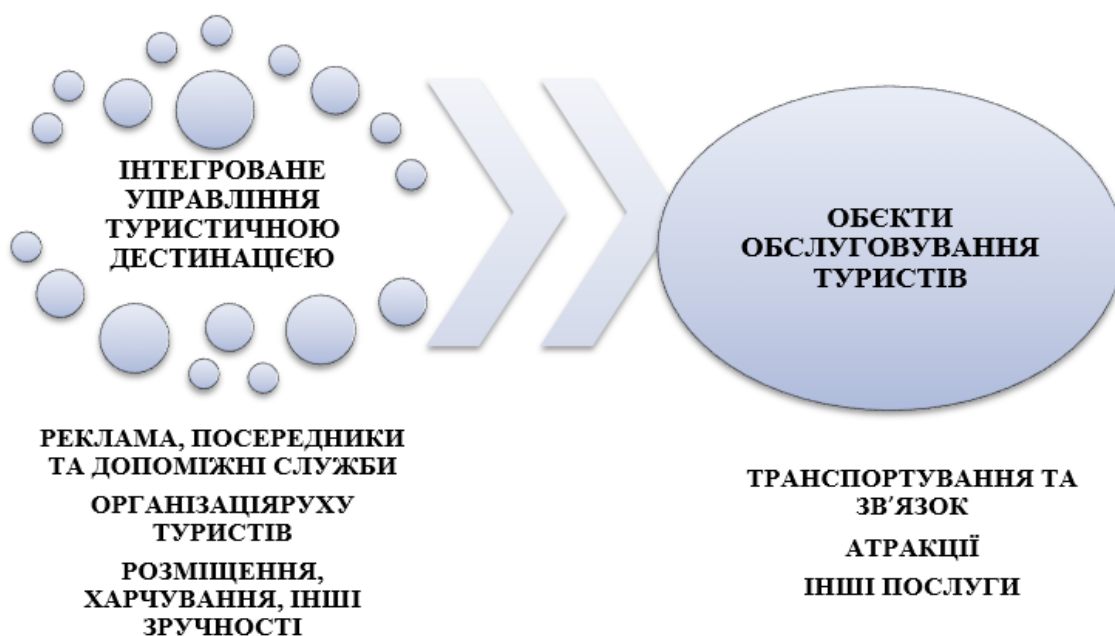 ІНТЕГРОВАНЕ
УПРАВЛІННЯ
ТУРИСТИЧНОЮ
ДЕСТИНАЦІЄЮ
РЕКЛАМА, ПОСЕРЕДНИКИ
ТА ДОПОМІЖНІ СЛУЖБИ
ОРГАНІЗАЦІЯРУХУ
ТУРИСТІВ
РОЗМІЩЕННЯ,
ХАРЧУВАННЯ, ІНШІ
ЗРУЧНОСТІ
ОБЄКТИ
ОБСЛУГОВУВАННЯ
ТУРИСТІВ
ТРАНСПОРТУВАННЯ ТА
ЗВ′ЯЗОК
АТРАКЦІЇ
ІНШІ ПОСЛУГИ